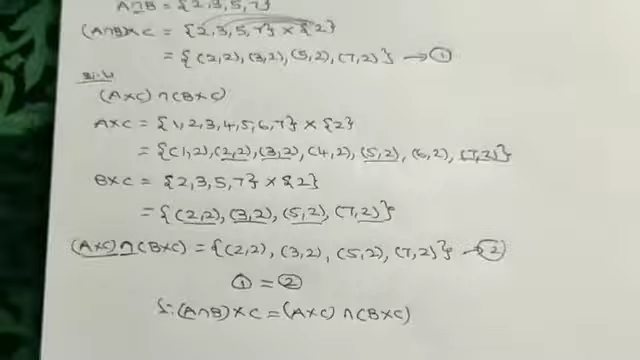 A∩B = {2,3,5,7}
(A∩B)×C = {2,3,5,7} × {2}
= {(2,2), (3,2), (5,2), (7,2)} → ①
(A×C) ∩ (B×C)
A×C = {1,2,3,4,5,6,7} × {2}
= {(1,2), (2,2), (3,2), (4,2), (5,2), (6,2), (7,2)}
B×C = {2,3,5,7} × {2}
= {(2,2), (3,2), (5,2), (7,2)}
(A×C) ∩ (B×C) = {(2,2), (3,2), (5,2), (7,2)} → ②
① = ②
(A∩B) × C = (A×C) ∩ (B×C)